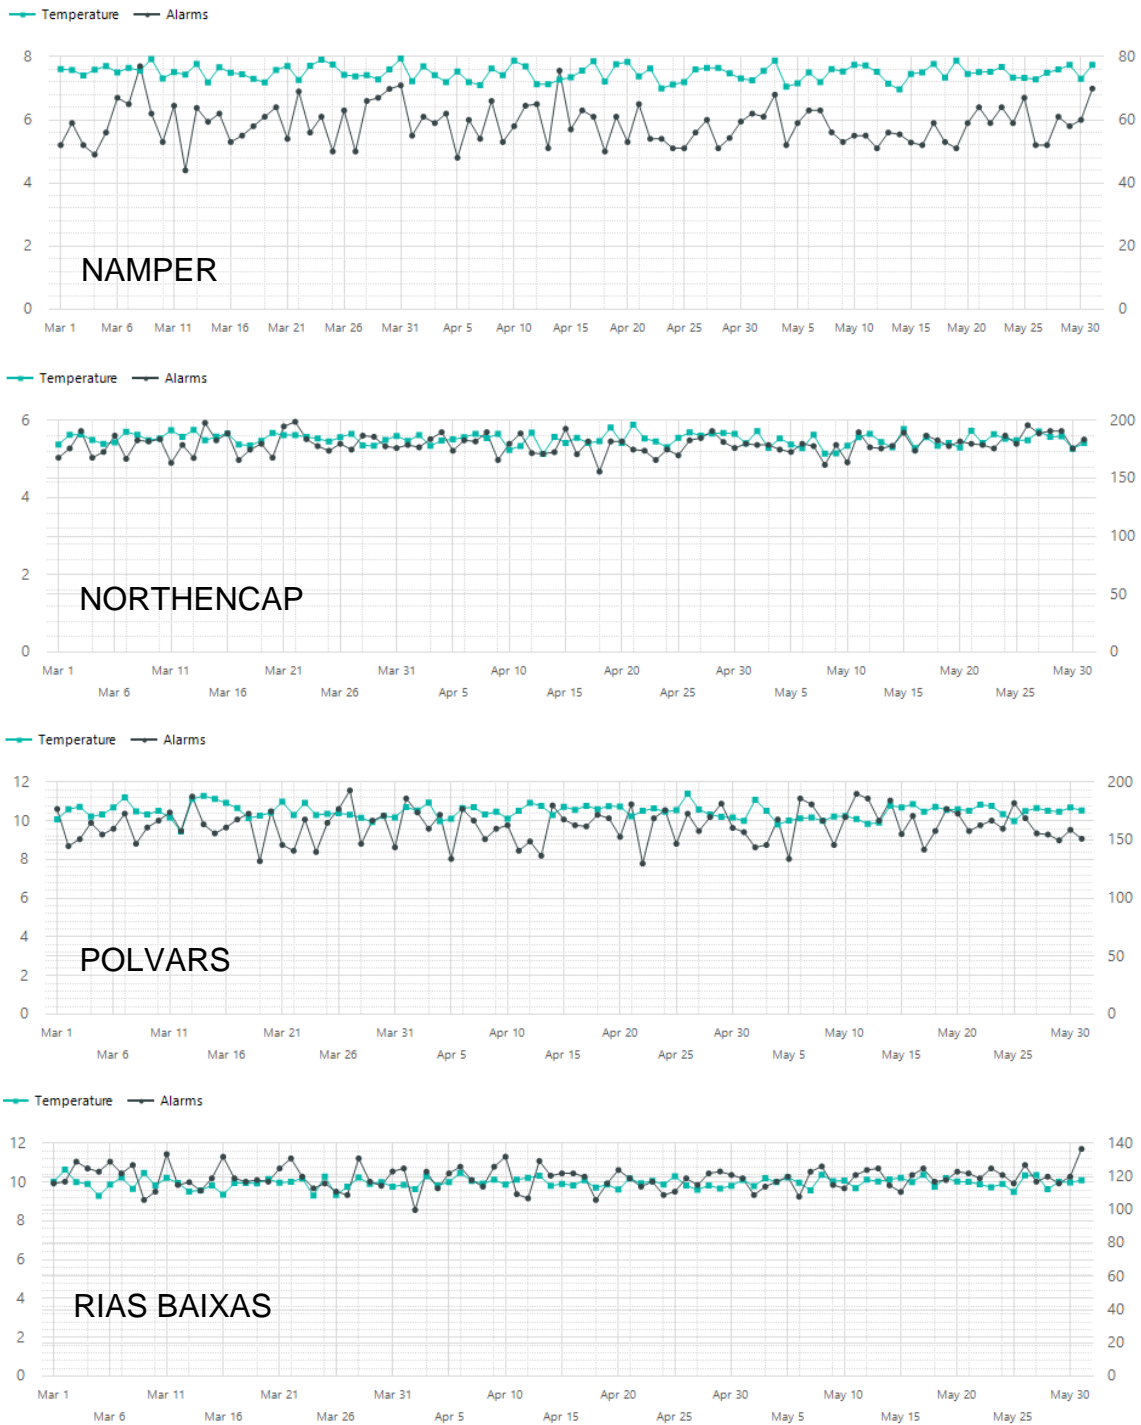 Temperature Alarms
8 80
6 60
4 40
2 20
NAMPER
0 0
Mar 1 Mar 6 Mar 11 Mar 16 Mar 21 Mar 26 Mar 31 Apr 5 Apr 10 Apr 15 Apr 20 Apr 25 Apr 30 May 5 May 10 May 15 May 20 May 25 May 30
Temperature Alarms
6 200
150
4
100
2
50
NORTHENCAP
0 0
Mar 1 Mar 11 Mar 21 Mar 31 Apr 10 Apr 20 Apr 30 May 10 May 20 May 30
Mar 6 Mar 16 Mar 26 Apr 5 Apr 15 Apr 25 May 5 May 15 May 25
Temperature Alarms
12 200
10
150
8
6 100
4
POLVARS
50
2
0 0
Mar 1 Mar 11 Mar 21 Mar 31 Apr 10 Apr 20 Apr 30 May 10 May 20 May 30
Mar 6 Mar 16 Mar 26 Apr 5 Apr 15 Apr 25 May 5 May 15 May 25
Temperature Alarms
12 140
10 120
100
8
80
6
60
4
RIAS BAIXAS
40
2 20
0 0
Mar 1 Mar 11 Mar 21 Mar 31 Apr 10 Apr 20 Apr 30 May 10 May 20 May 30
Mar 6 Mar 16 Mar 26 Apr 5 Apr 15 Apr 25 May 5 May 15 May 25